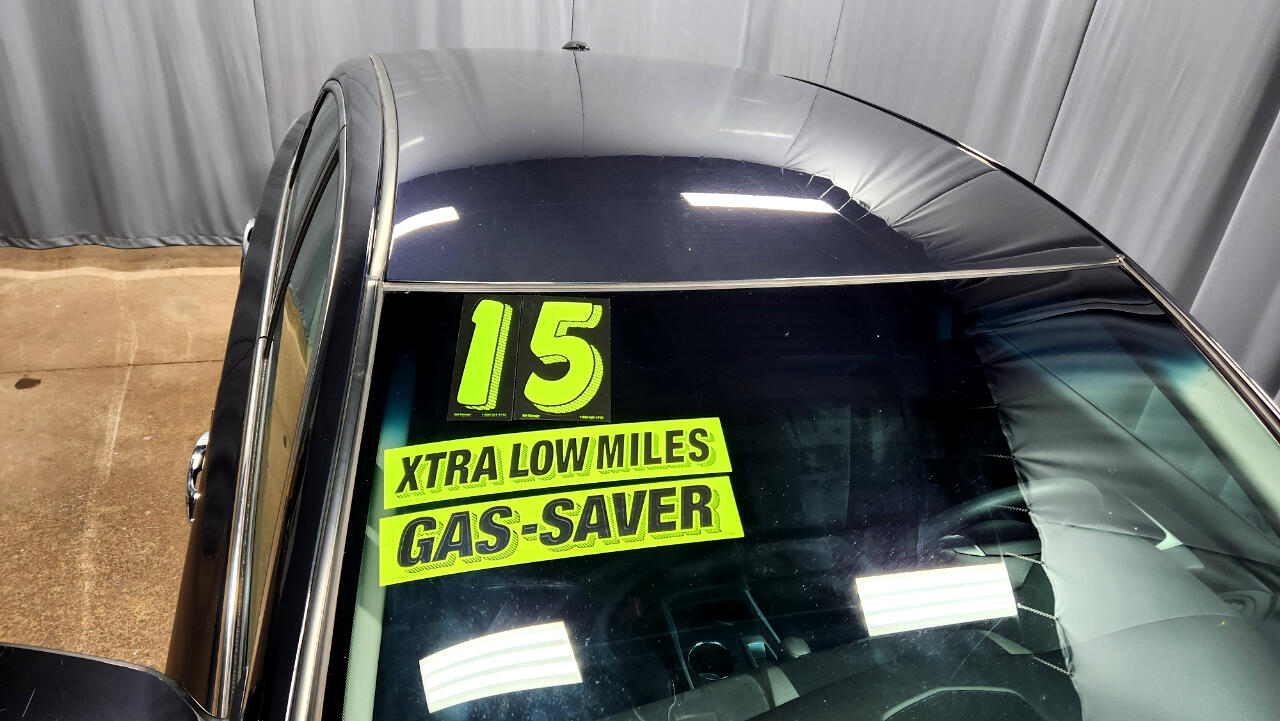 15
XTRA LOW MILES
GAS-SAVER